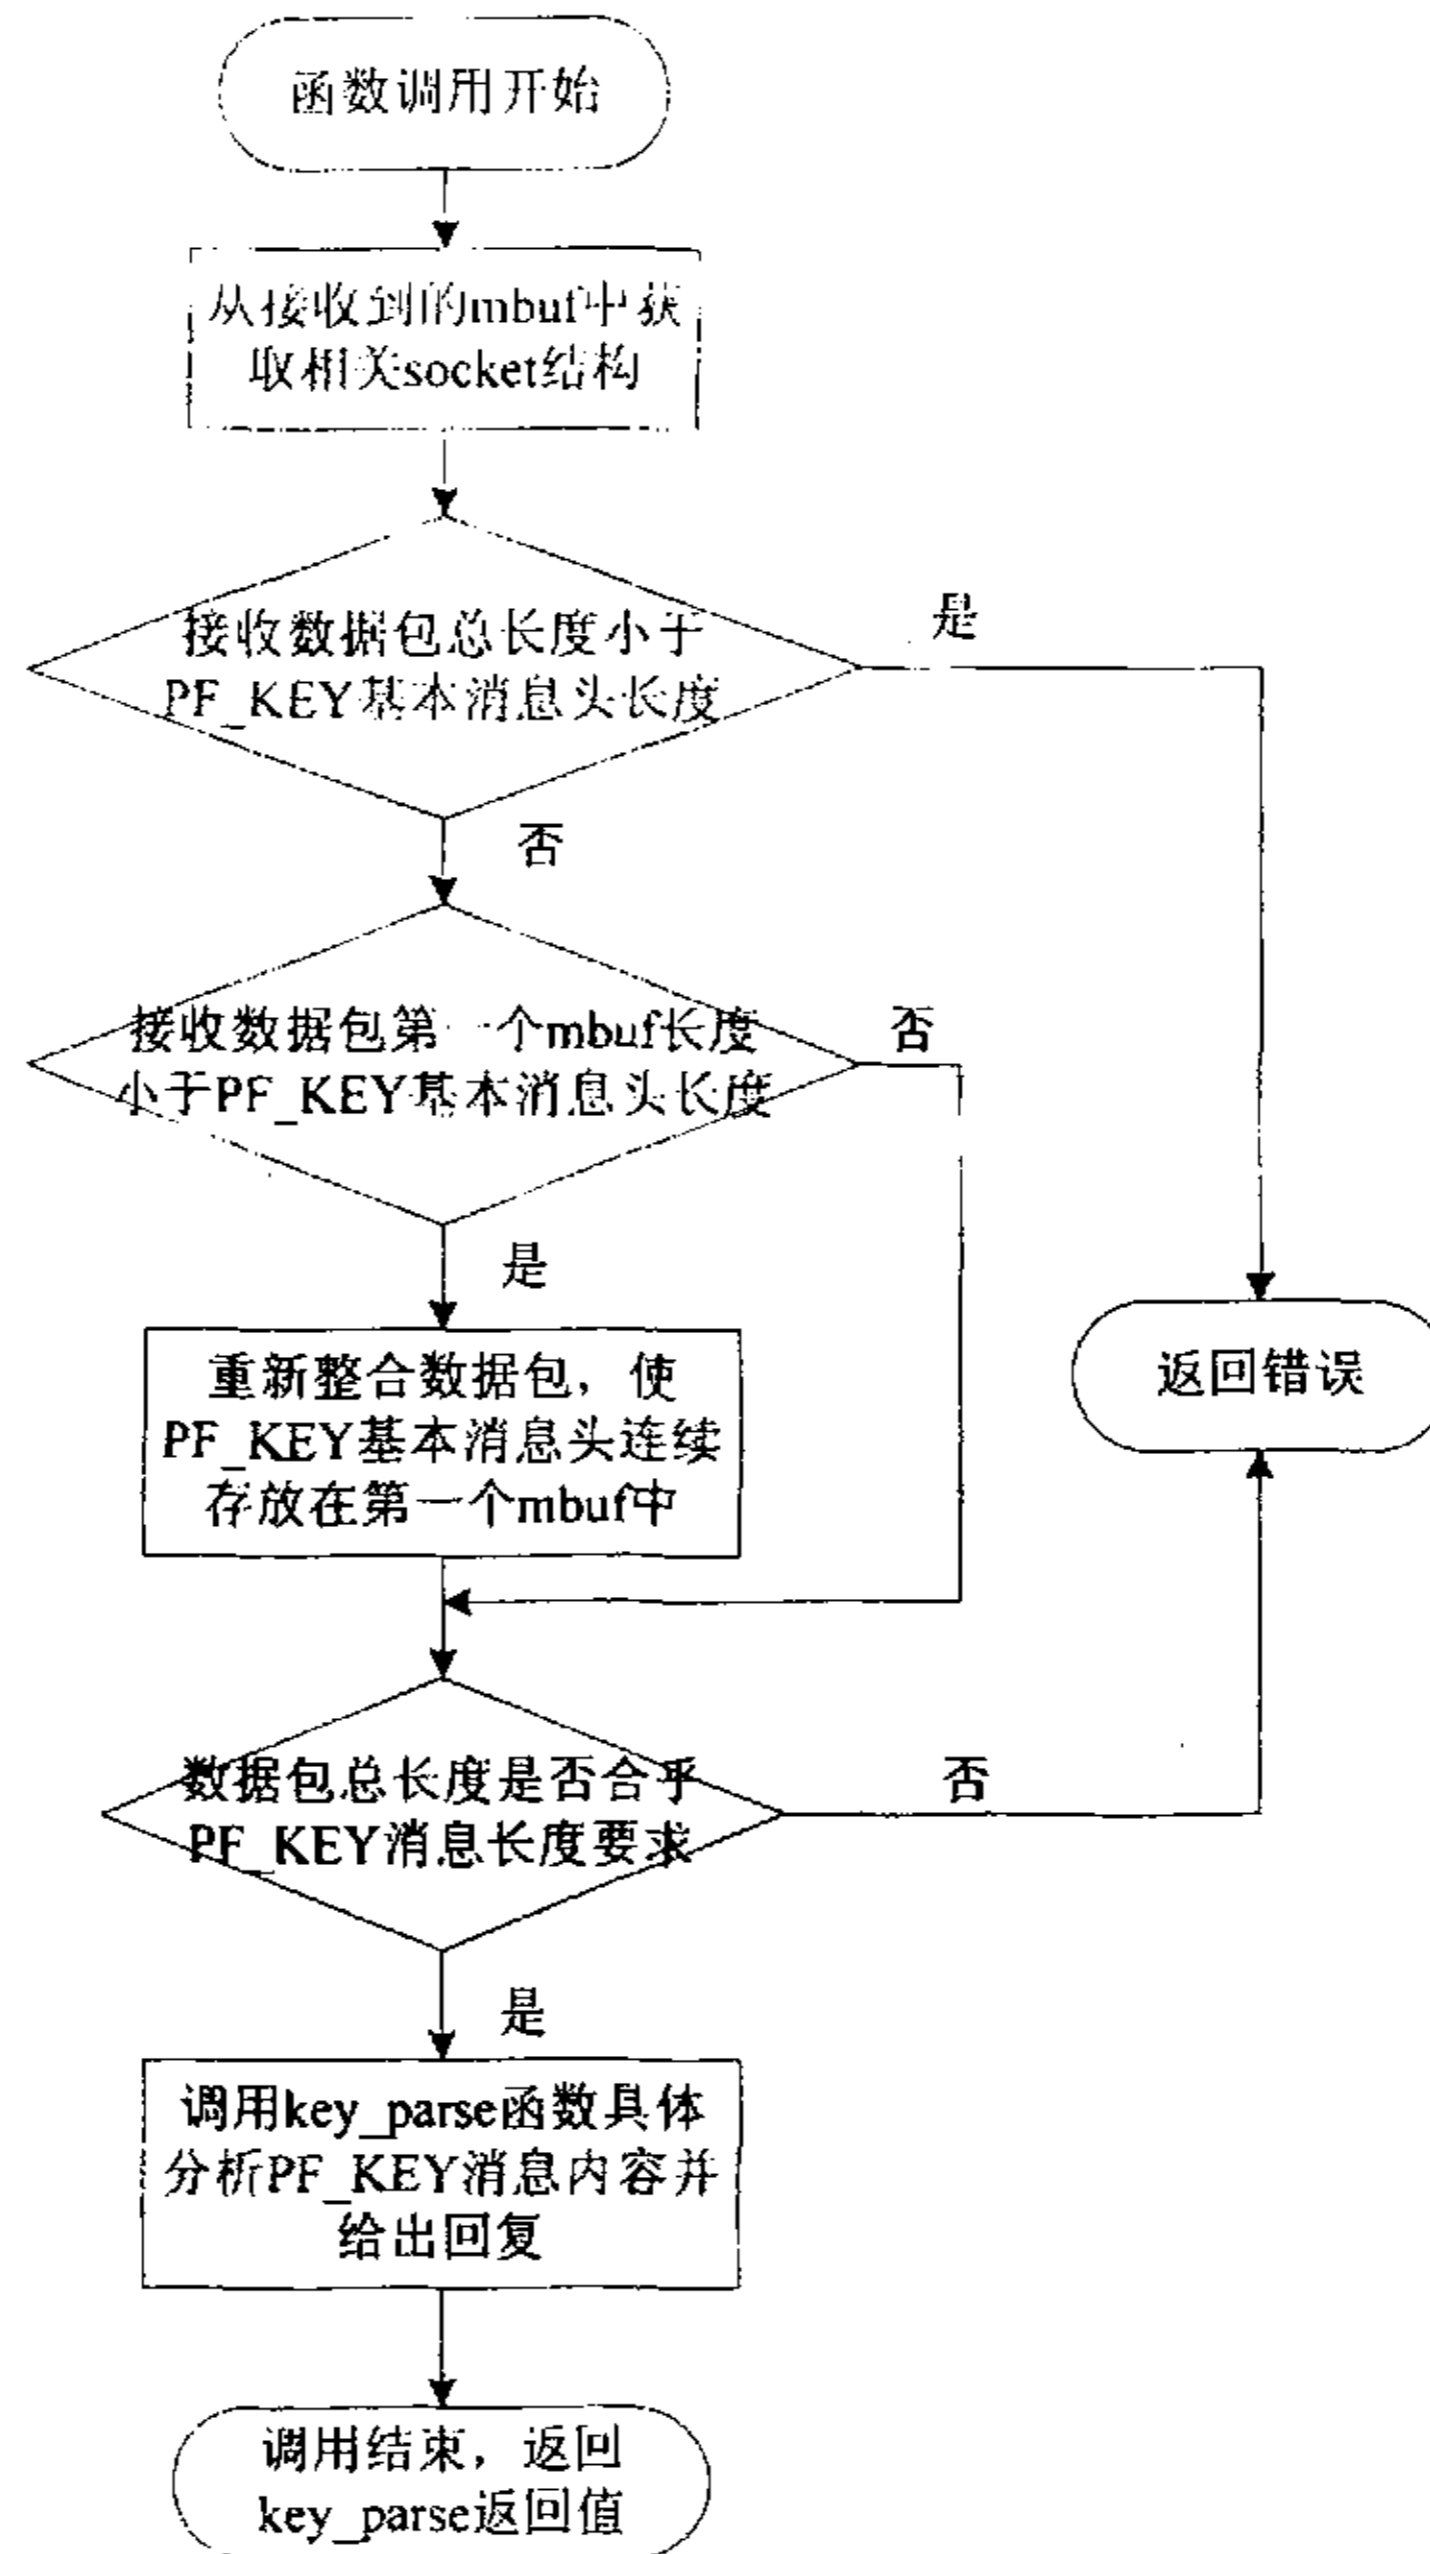 函数调用开始
从接收到的mbuf中获
取相关socket结构
接收数据包总长度小于
PF_KEY基本消息头长度
是
否
接收数据包第一个mbuf长度
小于PF_KEY基本消息头长度
否
是
重新整合数据包，使
PF_KEY基本消息头连续
存放在第一个mbuf中
返回错误
数据包总长度是否合乎
PF_KEY消息长度要求
否
是
调用key_parse函数具体
分析PF_KEY消息内容并
给出回复
调用结束，返回
key_parse返回值